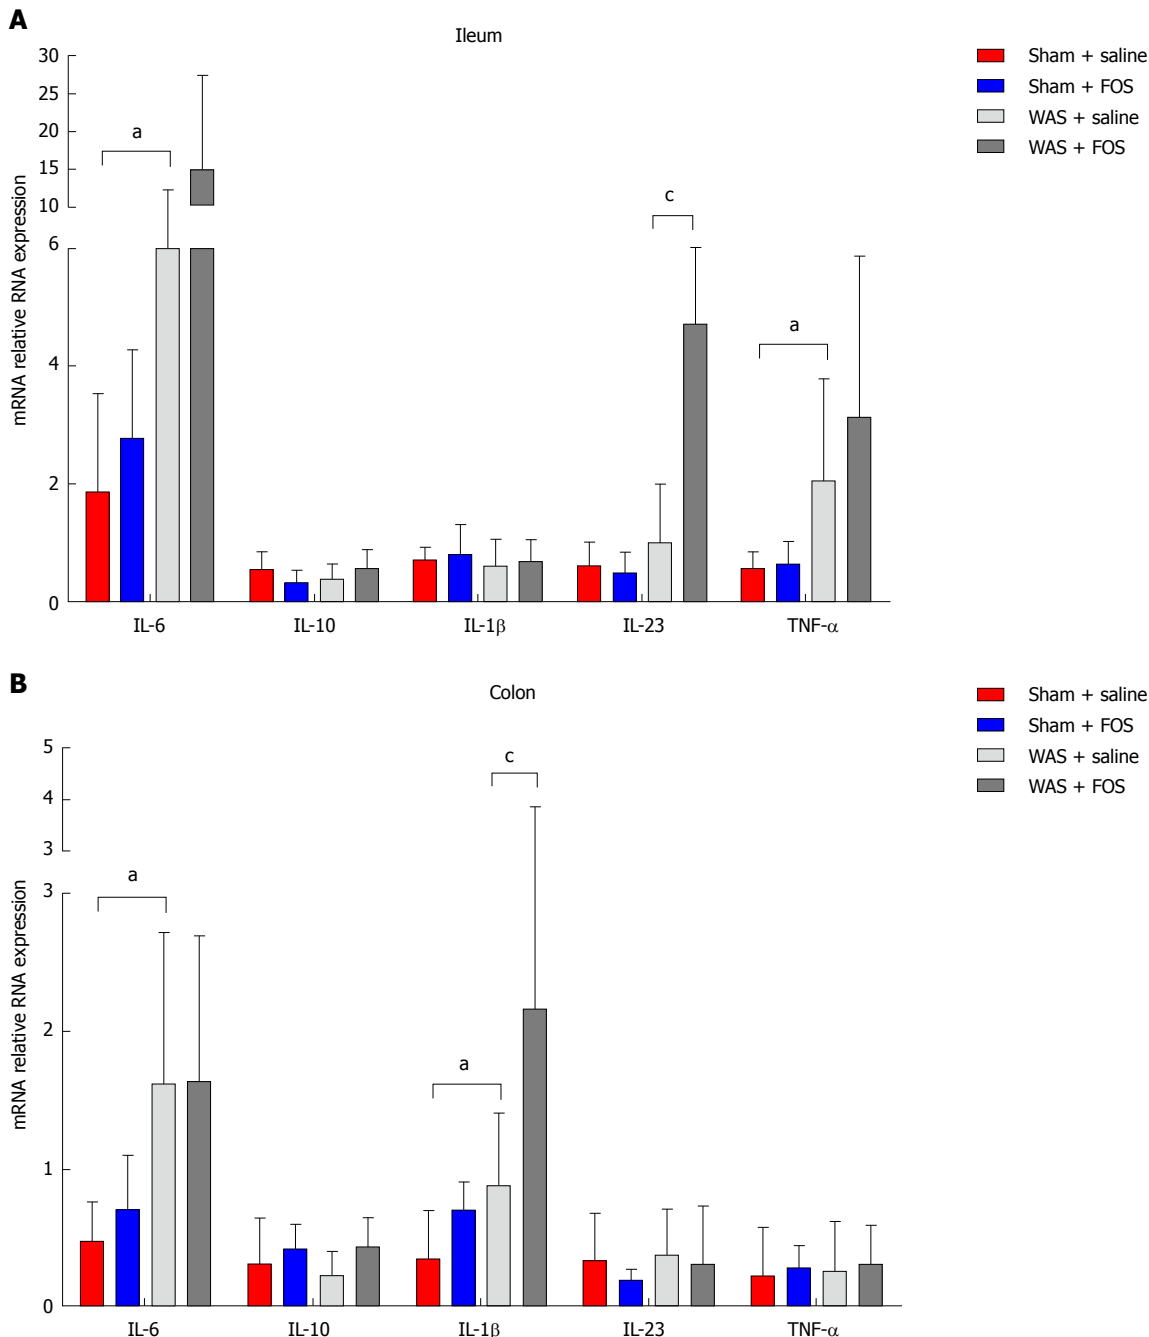 A
Ileum
Sham + saline
Sham + FOS
WAS + saline
WAS + FOS
mRNA relative RNA expression
30
25
20
15
10
6
4
2
0
a
c
a
IL-6 IL-10 IL-1β IL-23 TNF-α
B
Colon
Sham + saline
Sham + FOS
WAS + saline
WAS + FOS
mRNA relative RNA expression
5
4
3
3
2
1
0
a
a
c
IL-6 IL-10 IL-1β IL-23 TNF-α